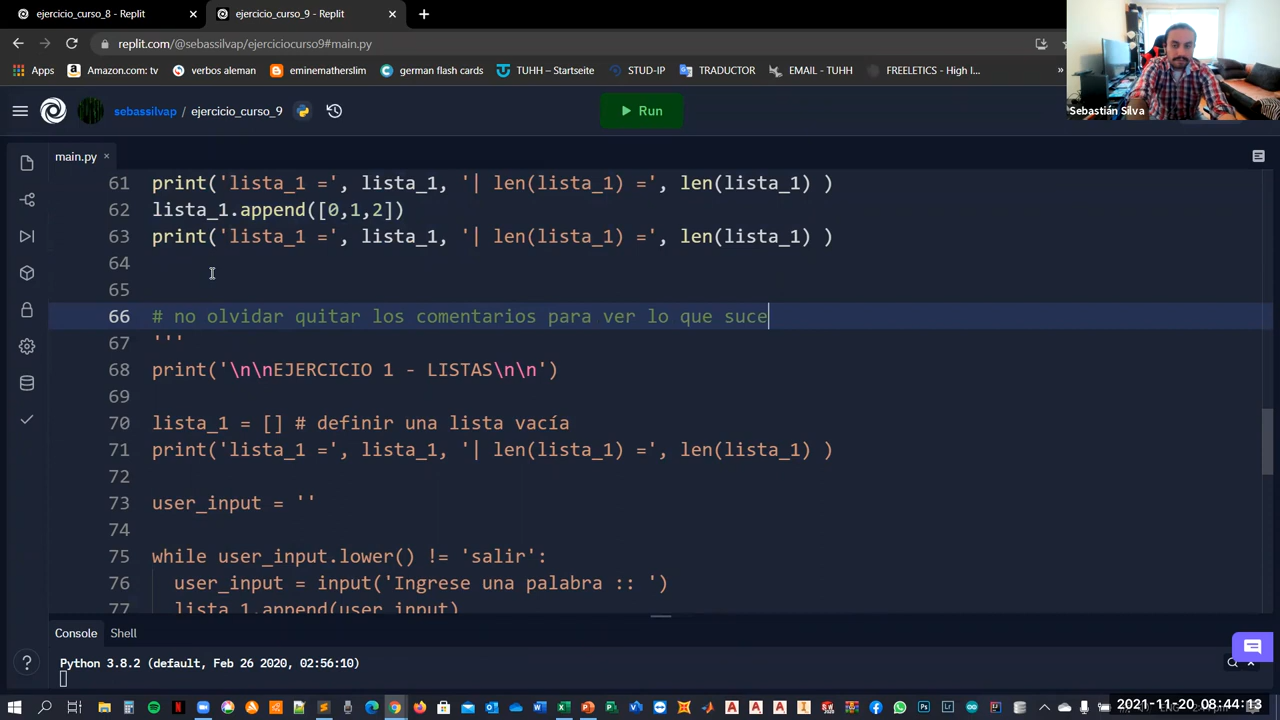 ejercicio_curso_8 - Replit
ejercicio_curso_9 - Replit
replit.com/@sebassilvap/ejerciciocurso9#main.py
Apps
Amazon.com: tv
verbos aleman
eminematherslim
german flash cards
TUHH – Startseite
STUD-IP
TRADUCTOR
EMAIL - TUHH
FREELETICS - High I...
Sebastián Silva
sebassilvap / ejercicio_curso_9
Run
main.py
61 print('lista_1 =', lista_1, '| len(lista_1) =', len(lista_1) )
62 lista_1.append([0,1,2])
63 print('lista_1 =', lista_1, '| len(lista_1) =', len(lista_1) )
64
65
66 # no olvidar quitar los comentarios para ver lo que suce
67 '''
68 print('\n\nEJERCICIO 1 - LISTAS\n\n')
69
70 lista_1 = [] # definir una lista vacía
71 print('lista_1 =', lista_1, '| len(lista_1) =', len(lista_1) )
72
73 user_input = ''
74
75 while user_input.lower() != 'salir':
76 user_input = input('Ingrese una palabra :: ')
77 lista_1.append(user_input)
Console
Shell
Python 3.8.2 (default, Feb 26 2020, 02:56:10)
2021-11-20 08:44:13